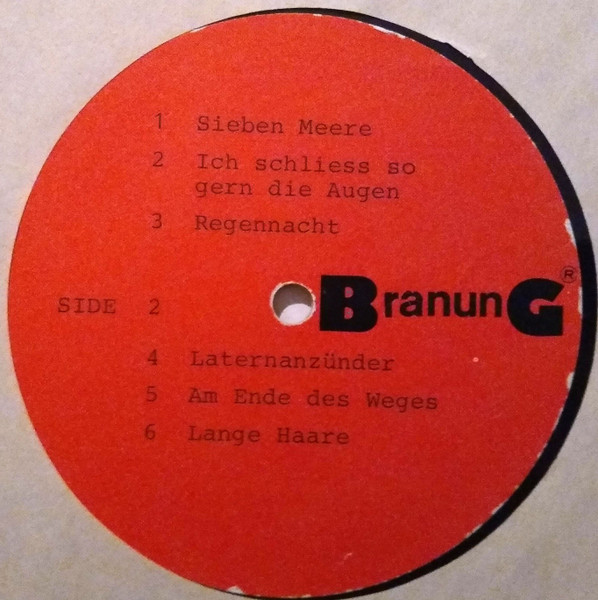 1 Sieben Meere
2 Ich schliess so
gern die Augen
3 Regennacht
BranunG®
SIDE 2
4 Laternanzünder
5 Am Ende des Weges
6 Lange Haare